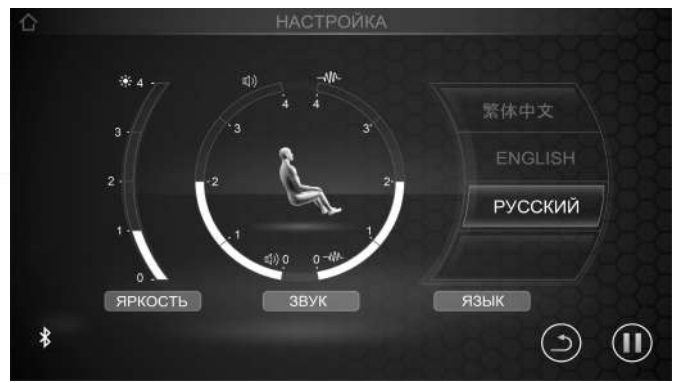 НАСТРОЙКА
4
3
2
1
0
ЯРКОСТЬ
4 4
3 3
2 2
1 1
0 0
ЗВУК
繁体中文
ENGLISH
РУССКИЙ
ЯЗЫК